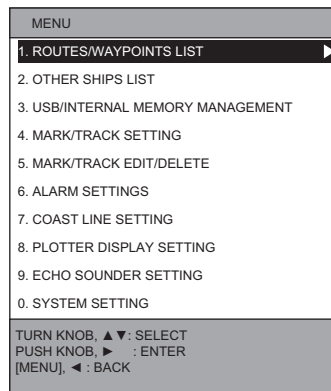 MENU
1. ROUTES/WAYPOINTS LIST
2. OTHER SHIPS LIST
3. USB/INTERNAL MEMORY MANAGEMENT
4. MARK/TRACK SETTING
5. MARK/TRACK EDIT/DELETE
6. ALARM SETTINGS
7. COAST LINE SETTING
8. PLOTTER DISPLAY SETTING
9. ECHO SOUNDER SETTING
0. SYSTEM SETTING
TURN KNOB, ▲▼: SELECT
PUSH KNOB, ► : ENTER
[MENU], ◄ : BACK